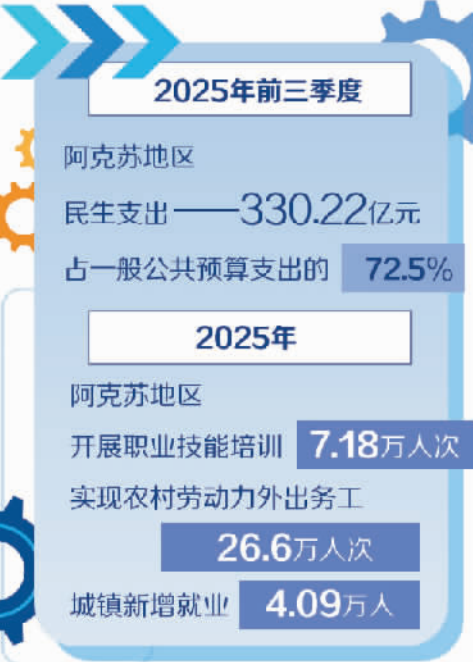 2025年前三季度
阿克苏地区
民生支出——330.22亿元
占一般公共预算支出的 72.5%
2025年
阿克苏地区
开展职业技能培训 7.18万人次
实现农村劳动力外出务工
26.6万人次
城镇新增就业 4.09万人